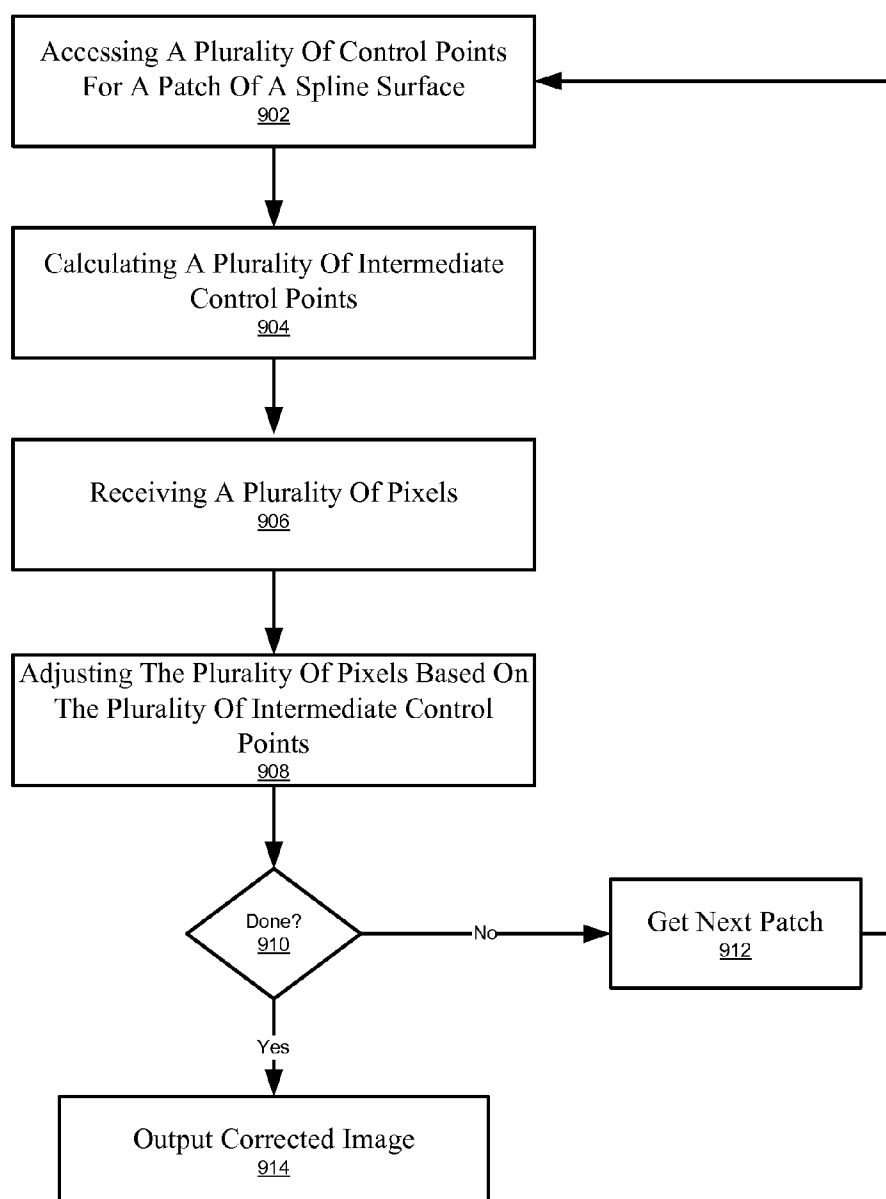 Accessing A Plurality Of Control Points
For A Patch Of A Spline Surface
902
Calculating A Plurality Of Intermediate
Control Points
904
Receiving A Plurality Of Pixels
906
Adjusting The Plurality Of Pixels Based On
The Plurality Of Intermediate Control
Points
908
Done?
910
No
Get Next Patch
912
Yes
Output Corrected Image
914